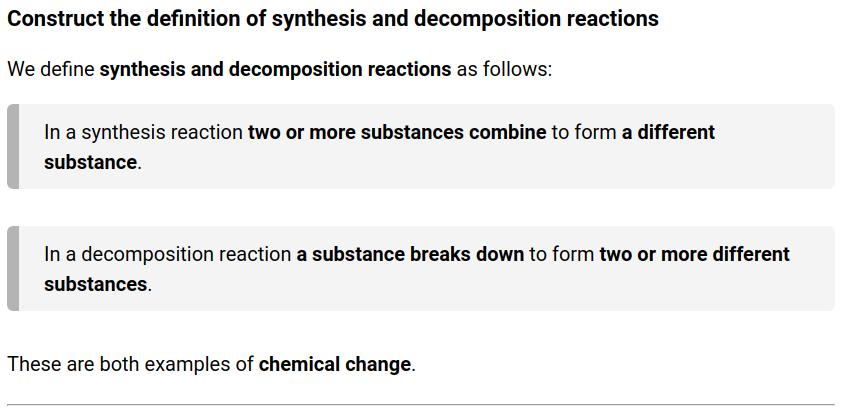 Construct the definition of synthesis and decomposition reactions
We define synthesis and decomposition reactions as follows:
In a synthesis reaction two or more substances combine to form a different
substance.
In a decomposition reaction a substance breaks down to form two or more different
substances.
These are both examples of chemical change.